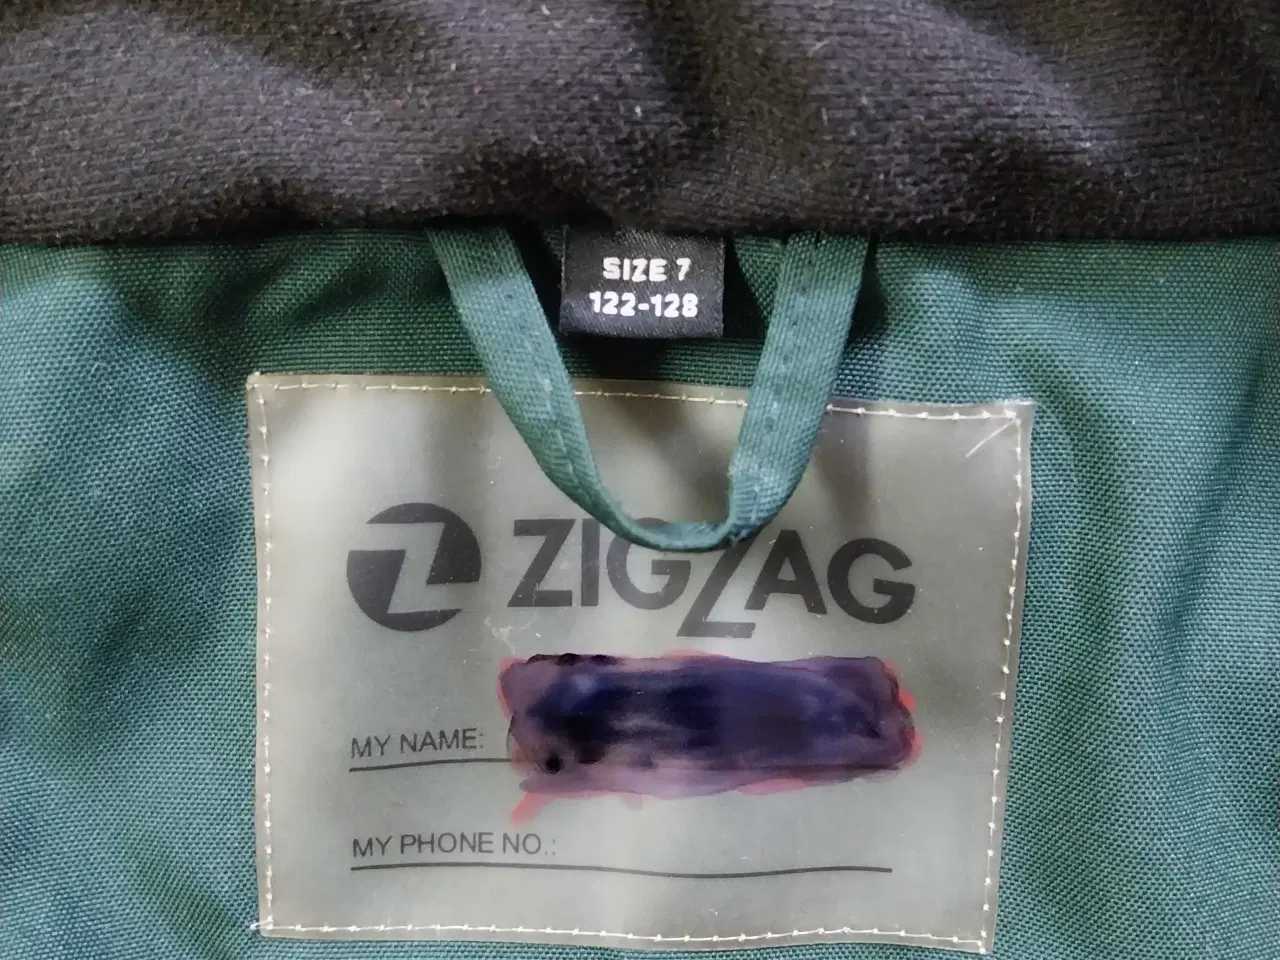 SIZE 7
122-128
ZIGZAG
MY NAME:
MY PHONE NO.: